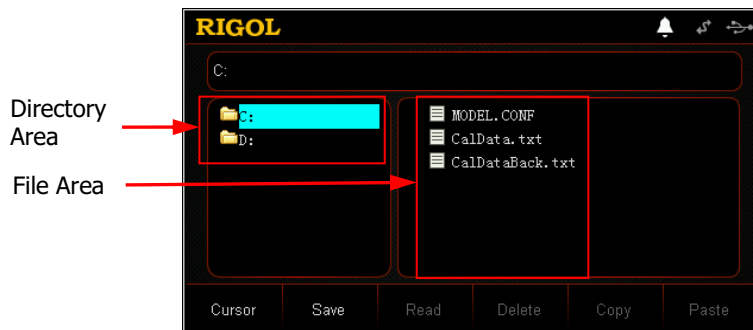 RIGOL
C:
Directory
Area
File Area
C:
D:
MODEL.CONF
CalData.txt
CalDataBack.txt
Cursor Save Read Delete Copy Paste